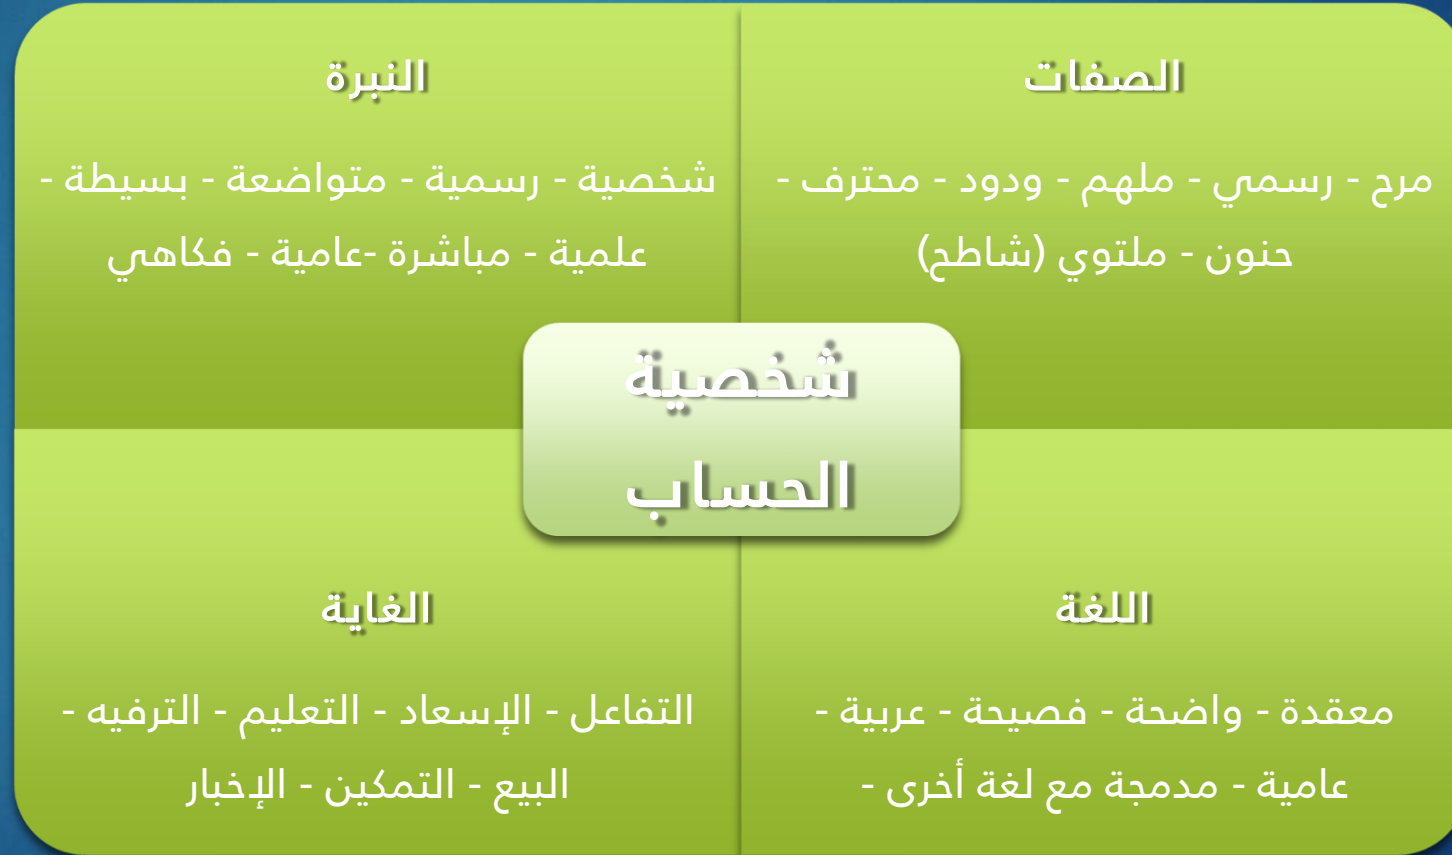 الصفات
مرح - رسمي - ملهم - ودود - محترف -
حنون - ملتوي (شاطح)
النبرة
شخصية - رسمية - متواضعة - بسيطة -
علمية - مباشرة -عامية - فكاهي
شخصية
الحساب
اللغة
معقدة - واضحة - فصيحة - عربية -
عامية - مدمجة مع لغة أخرى -
الغاية
التفاعل - الإسعاد - التعليم - الترفيه -
البيع - التمكين - الإخبار